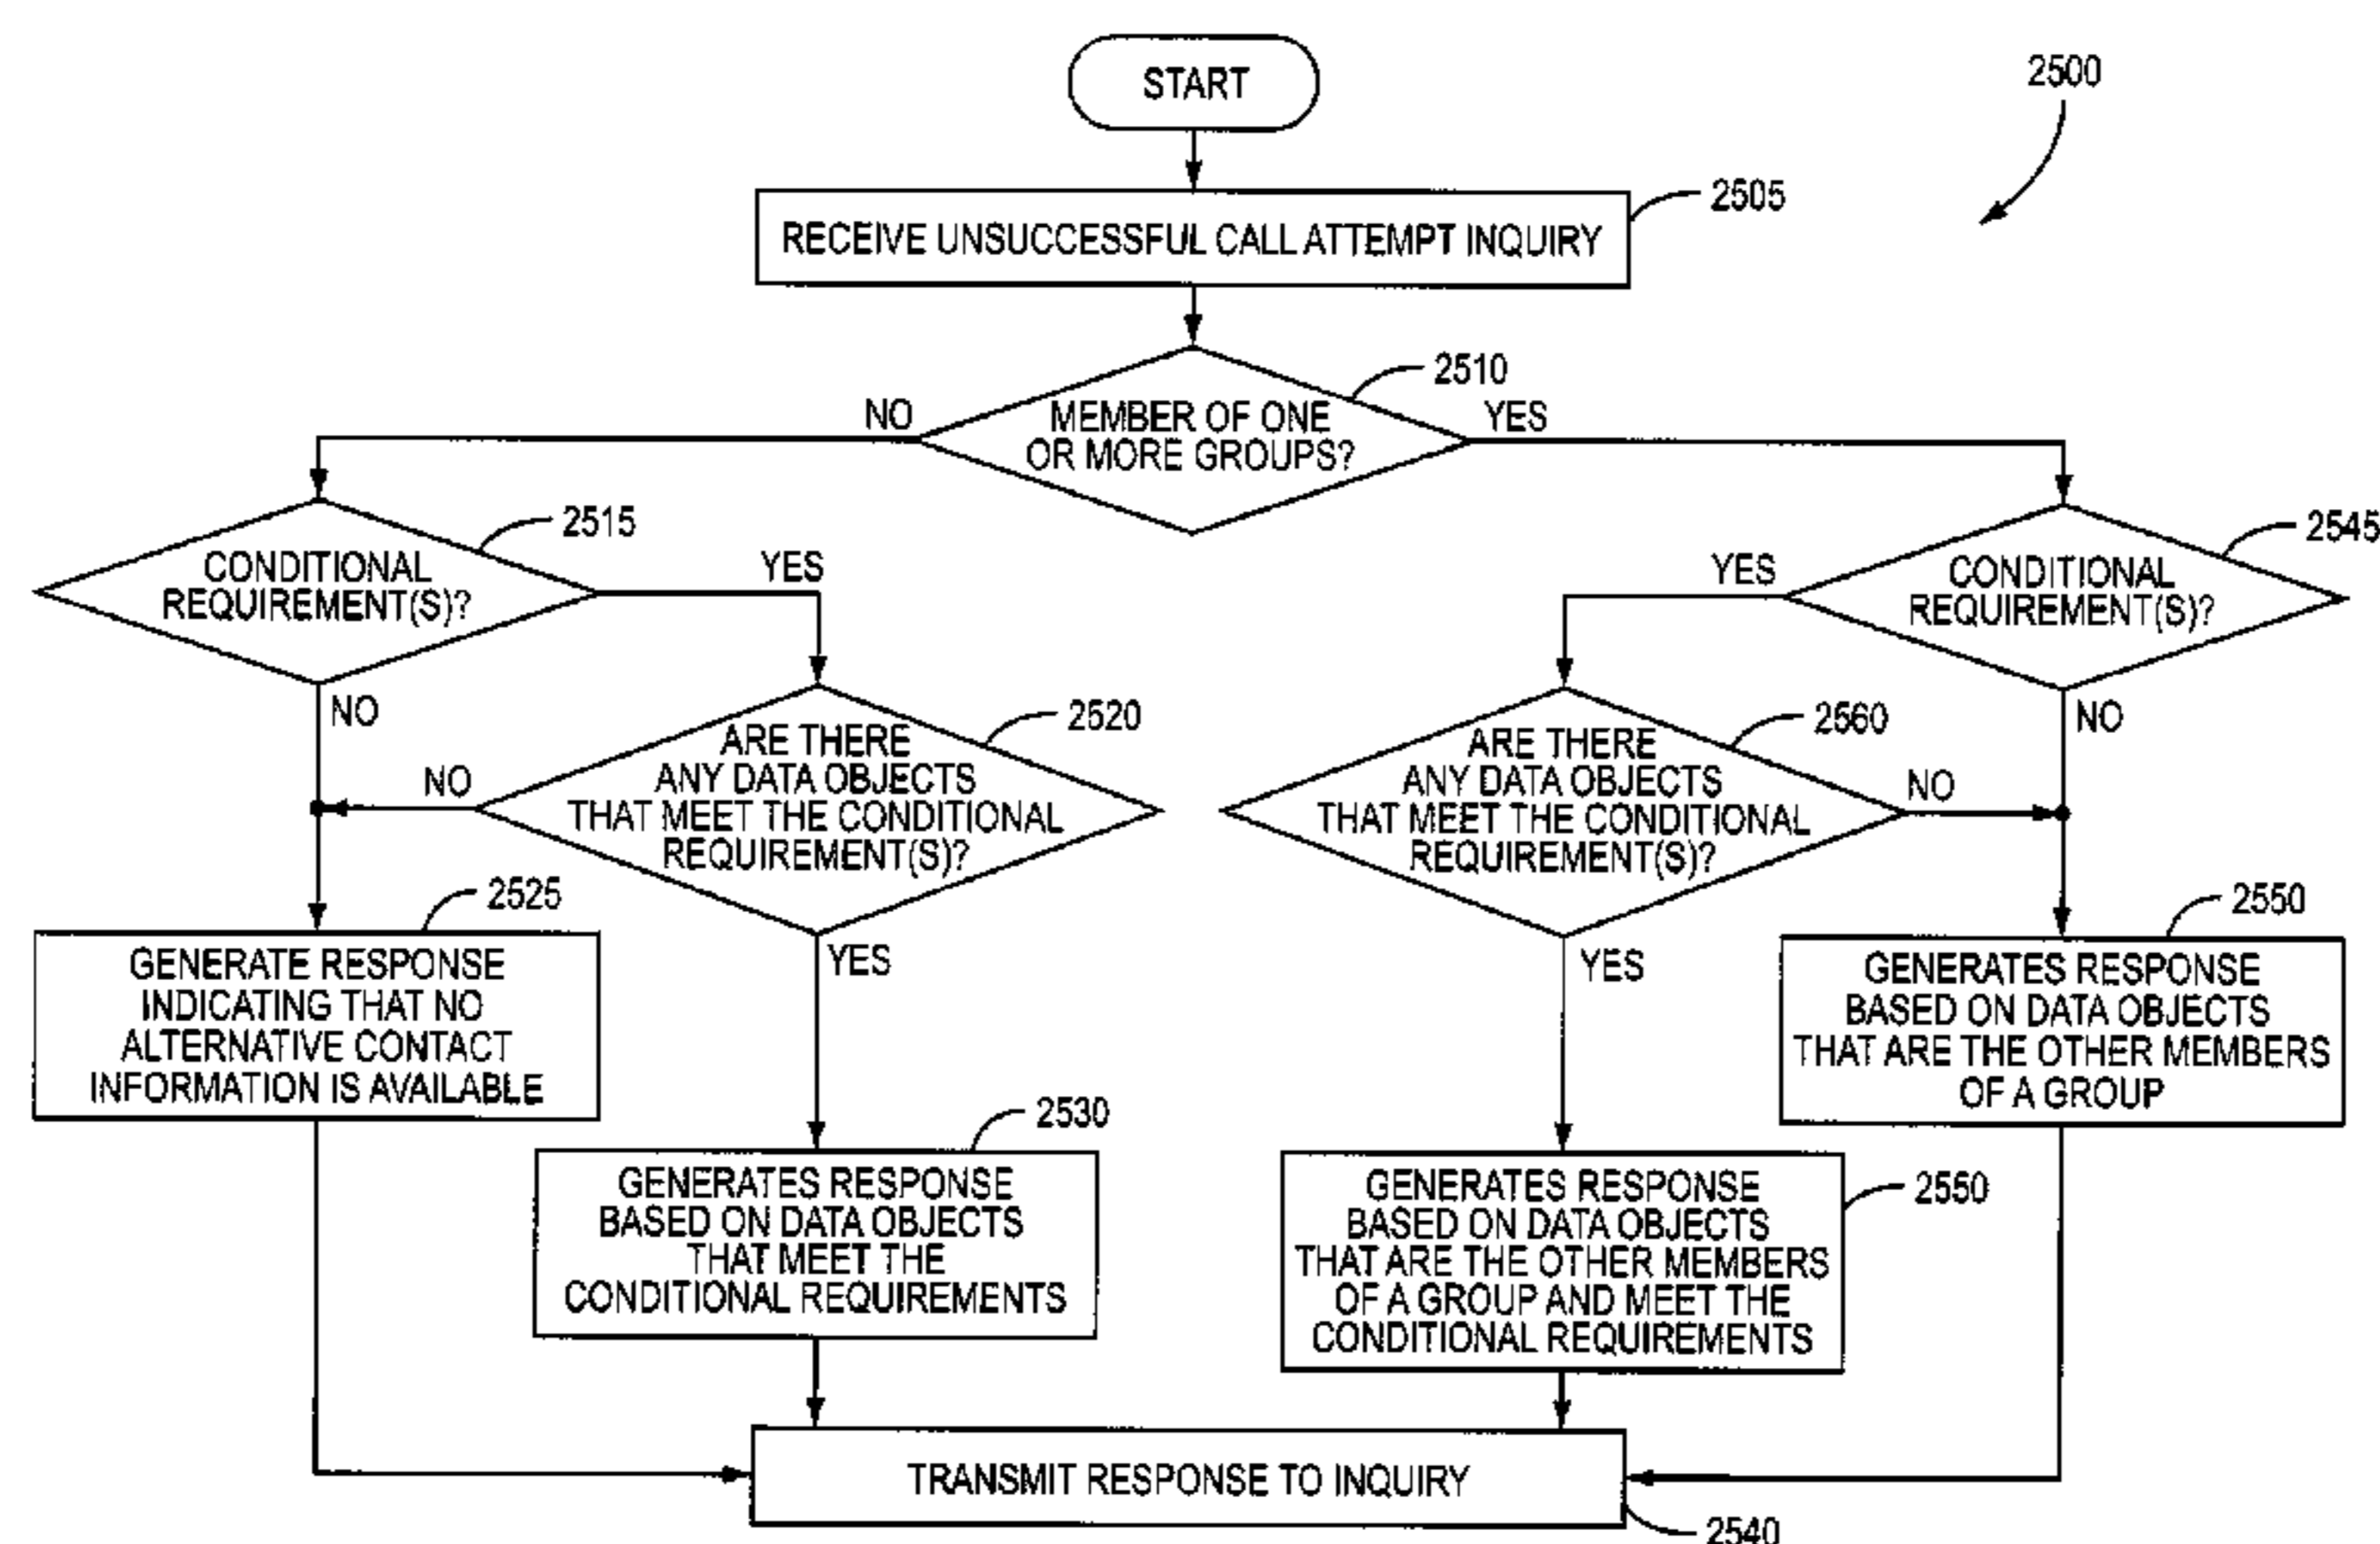 START
2500
RECEIVE UNSUCCESSFUL CALL ATTEMPT INQUIRY
2505
MEMBER OF ONE
OR MORE GROUPS?
2510
NO
YES
CONDITIONAL
REQUIREMENT(S)?
2515
YES
NO
CONDITIONAL
REQUIREMENT(S)?
2545
YES
NO
ARE THERE
ANY DATA OBJECTS
THAT MEET THE CONDITIONAL
REQUIREMENT(S)?
2520
NO
YES
ARE THERE
ANY DATA OBJECTS
THAT MEET THE CONDITIONAL
REQUIREMENT(S)?
2560
NO
YES
GENERATE RESPONSE
INDICATING THAT NO
ALTERNATIVE CONTACT
INFORMATION IS AVAILABLE
2525
GENERATES RESPONSE
BASED ON DATA OBJECTS
THAT MEET THE
CONDITIONAL REQUIREMENTS
2530
GENERATES RESPONSE
BASED ON DATA OBJECTS
THAT ARE THE OTHER MEMBERS
OF A GROUP AND MEET THE
CONDITIONAL REQUIREMENTS
2550
GENERATES RESPONSE
BASED ON DATA OBJECTS
THAT ARE THE OTHER MEMBERS
OF A GROUP
2550
TRANSMIT RESPONSE TO INQUIRY
2540